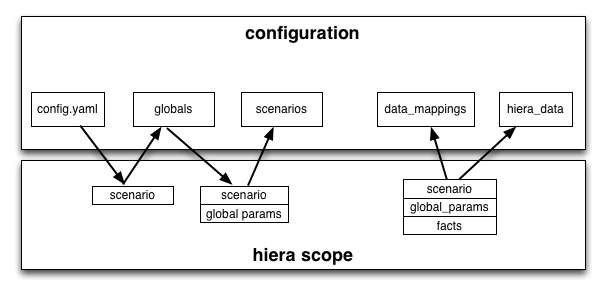 configuration
config.yaml
globals
scenarios
data_mappings
hiera_data
scenario
scenario
global params
scenario
global_params
facts
hiera scope